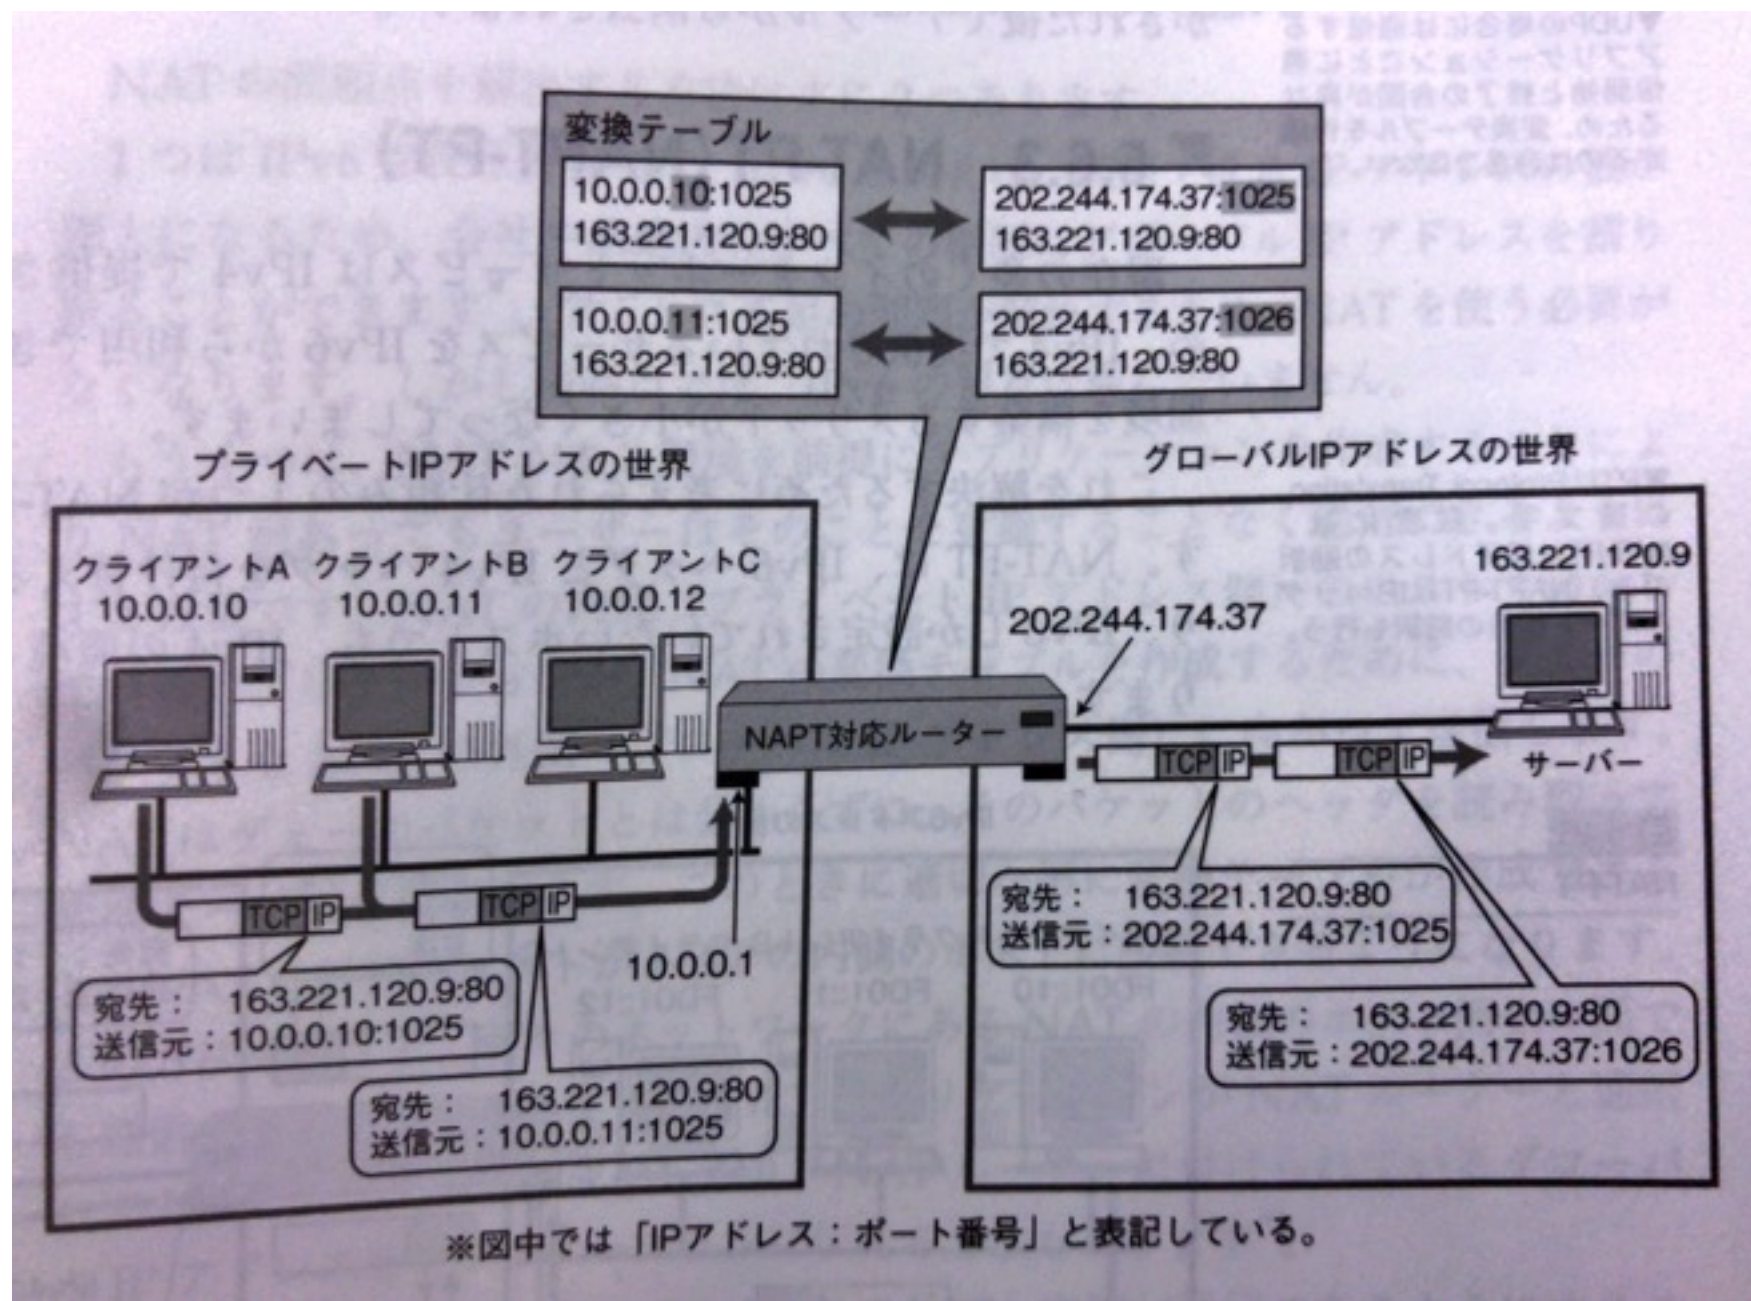 変換テーブル
10.0.0.10:1025
163.221.120.9:80
202.244.174.37:1025
163.221.120.9:80
10.0.0.11:1025
163.221.120.9:80
202.244.174.37:1026
163.221.120.9:80
プライベートIPアドレスの世界
グローバルIPアドレスの世界
クライアントA
10.0.0.10
クライアントB
10.0.0.11
クライアントC
10.0.0.12
NAPT対応ルーター
202.244.174.37
163.221.120.9
サーバー
TCP IP
TCP IP
TCP IP
TCP IP
10.0.0.1
宛先： 163.221.120.9:80
送信元：10.0.0.10:1025
宛先： 163.221.120.9:80
送信元：10.0.0.11:1025
宛先： 163.221.120.9:80
送信元：202.244.174.37:1025
宛先： 163.221.120.9:80
送信元：202.244.174.37:1026
※図中では「IPアドレス：ポート番号」と表記している。